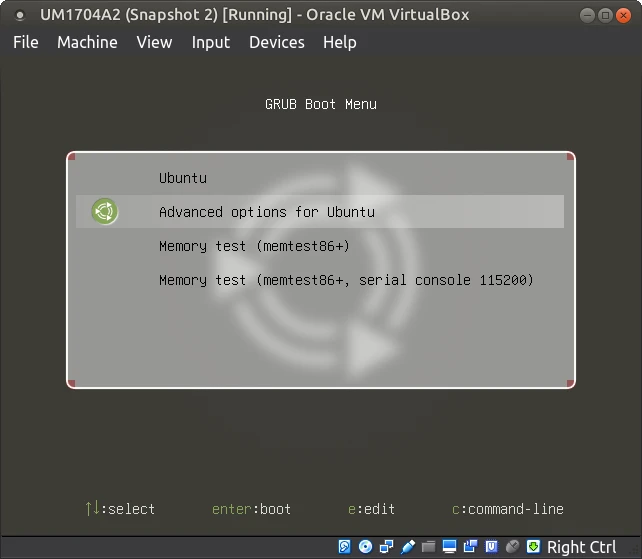 UM1704A2 (Snapshot 2) [Running] - Oracle VM VirtualBox
File Machine View Input Devices Help
GRUB Boot Menu
Ubuntu
Advanced options for Ubuntu
Memory test (memtest86+)
Memory test (memtest86+, serial console 115200)
↑↓:select enter:boot e:edit c:command-line
Right Ctrl